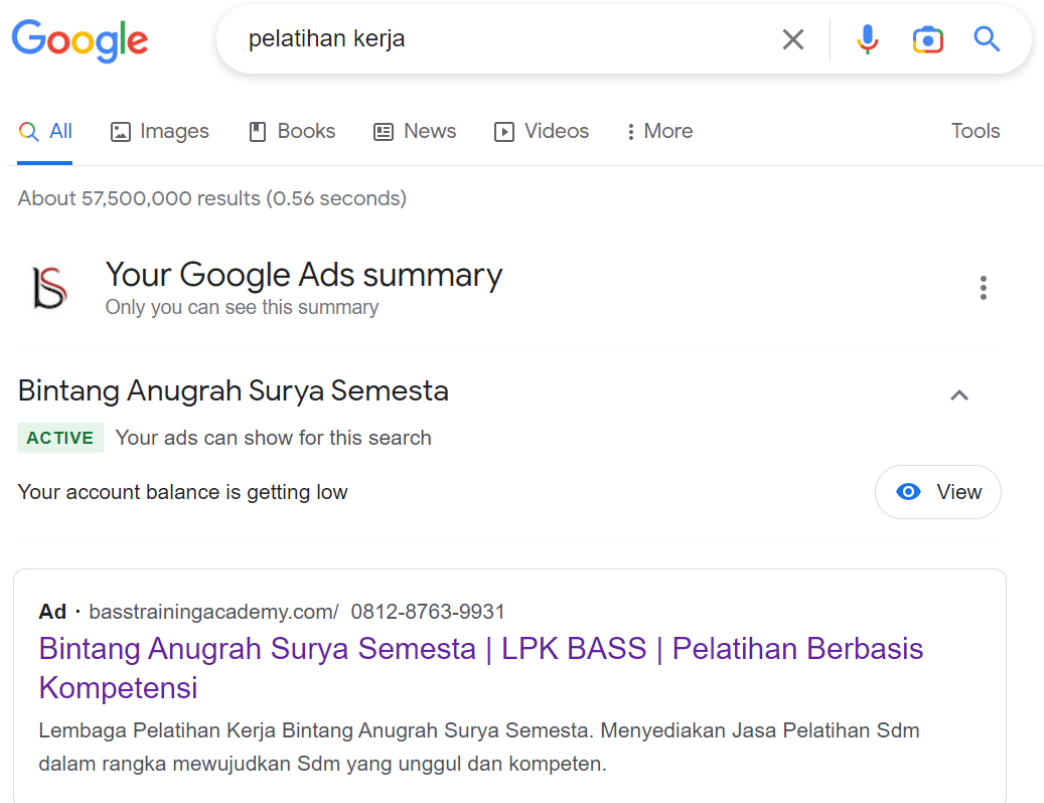 Google
pelatihan kerja
All Images Books News Videos More Tools
About 57,500,000 results (0.56 seconds)
Your Google Ads summary
Only you can see this summary
Bintang Anugrah Surya Semesta
ACTIVE Your ads can show for this search
Your account balance is getting low View
Ad · basstrainingacademy.com/ 0812-8763-9931
Bintang Anugrah Surya Semesta | LPK BASS | Pelatihan Berbasis
Kompetensi
Lembaga Pelatihan Kerja Bintang Anugrah Surya Semesta. Menyediakan Jasa Pelatihan Sdm
dalam rangka mewujudkan Sdm yang unggul dan kompeten.